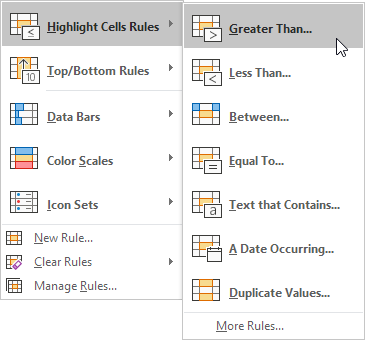 Highlight Cells Rules
Top/Bottom Rules
10
Data Bars
Color Scales
Icon Sets
New Rule...
Clear Rules
Manage Rules...
Greater Than...
>
Less Than...
<
Between...
Equal To...
=
Text that Contains...
a
A Date Occurring...
Duplicate Values...
More Rules...